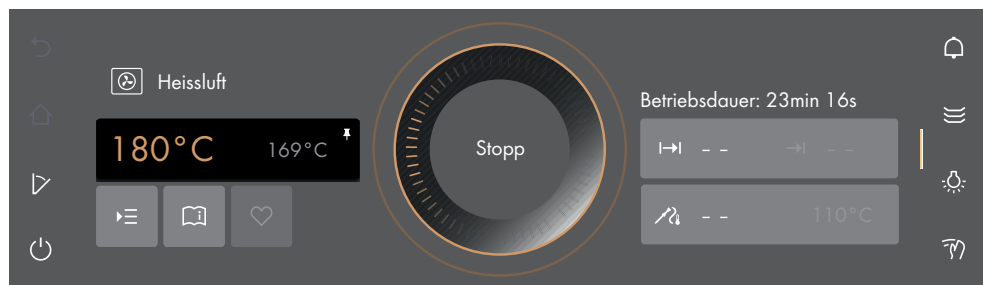 Heissluft
180°C 169°C
Stopp
Betriebsdauer: 23min 16s
-- --
-- 110°C